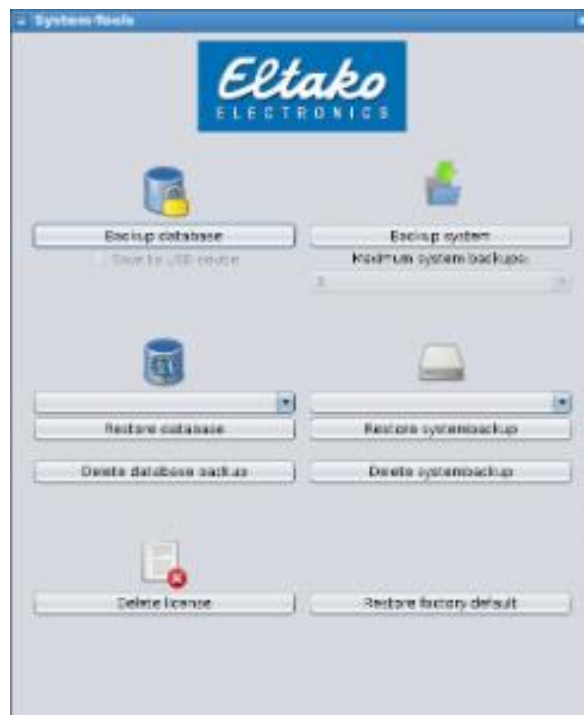 System-Tools
Eltako
ELECTRONICS
Backup database
Backup system
Save to USB device
Maximum system backups:
Restore database
Restore systembackup
Delete database backup
Delete systembackup
Delete license
Restore factory default